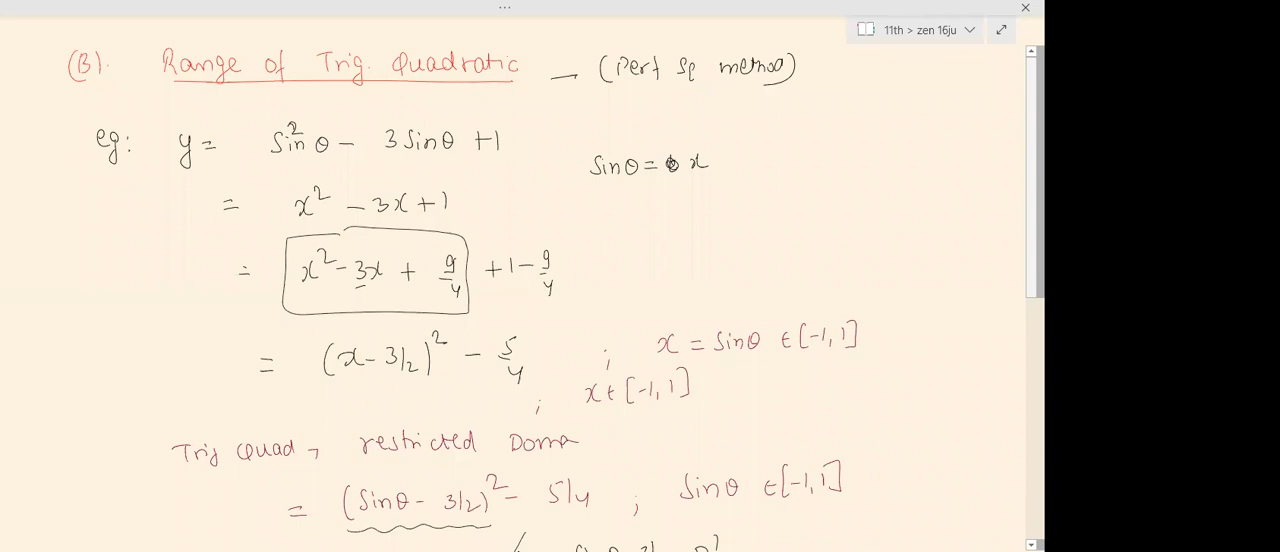 11th > zen 16ju
(B). Range of Trig. Quadratic — (Perf Sq method)
eg: y = sin²θ - 3 sinθ + 1
sinθ = x
= x² - 3x + 1
= x² - 3x + 9/4 + 1 - 9/4
= (x - 3/2)² - 5/4 ; x = sinθ ∈ [-1, 1]
; x ∈ [-1, 1]
Trig Quad → restricted Doma
= (sinθ - 3/2)² - 5/4 ; sinθ ∈ [-1, 1]